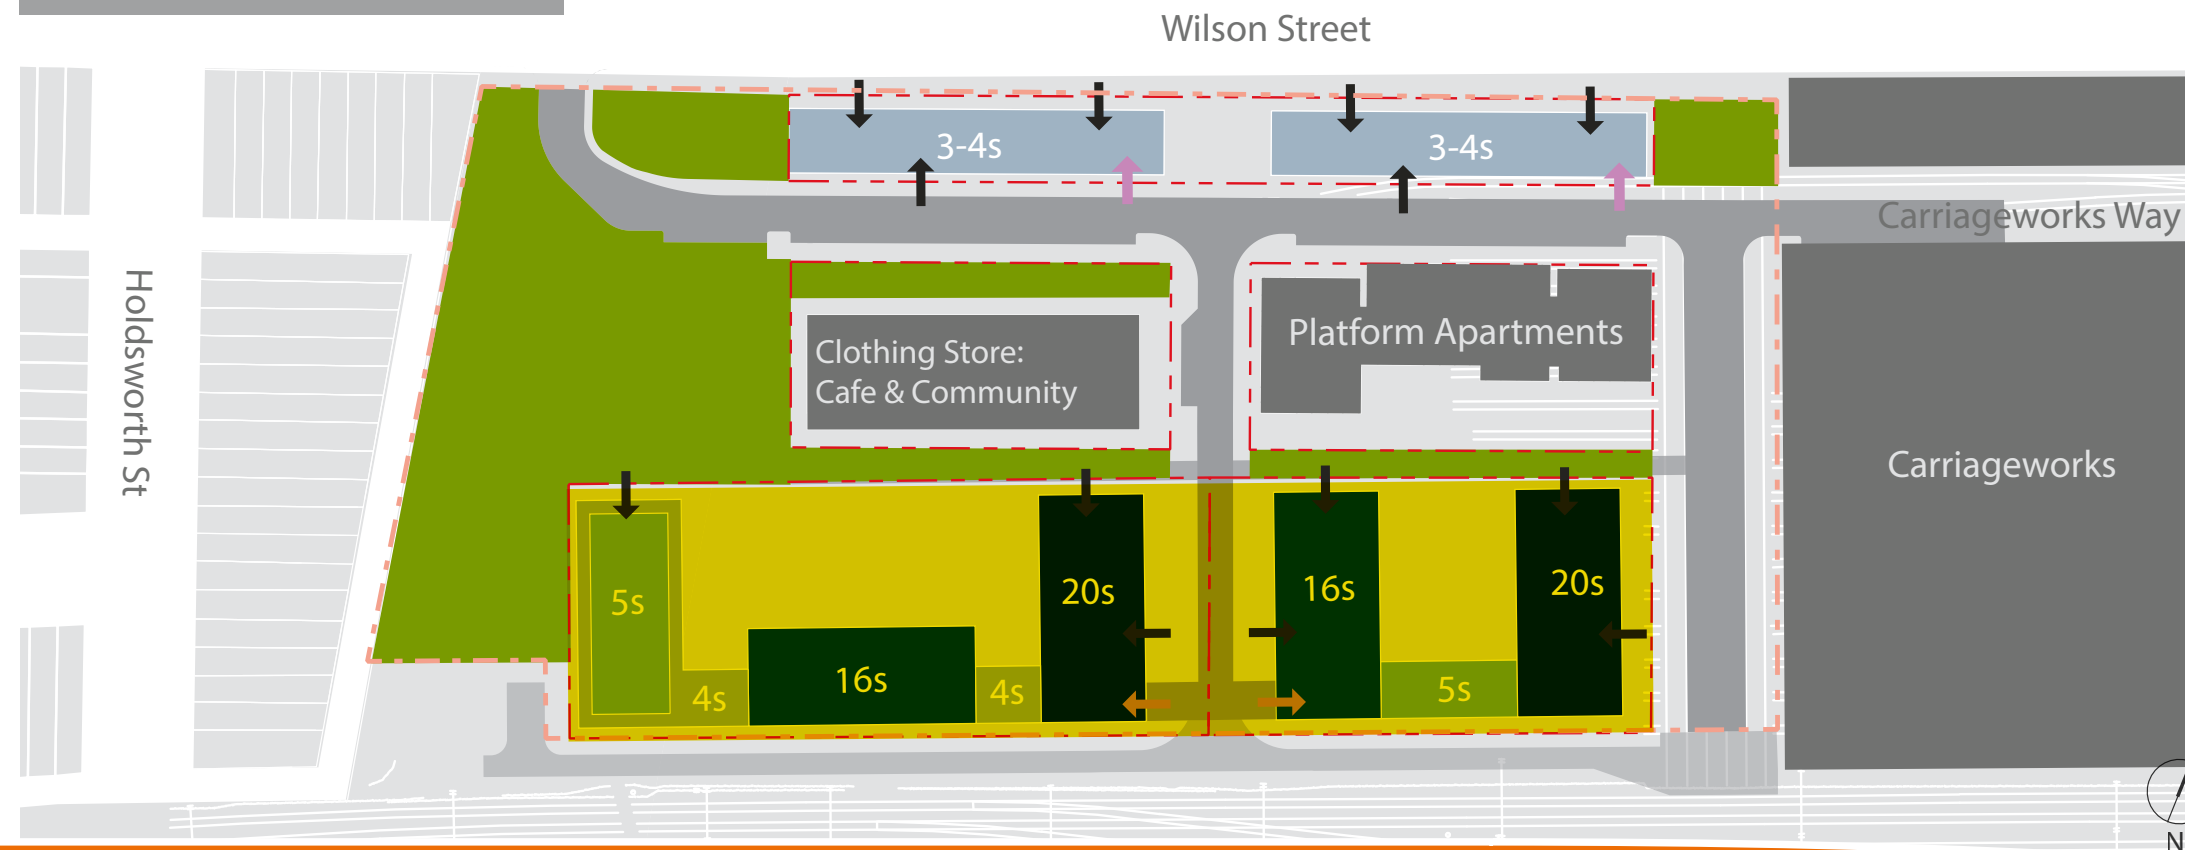 Wilson Street
3-4s
3-4s
Carriageworks Way
Holdsworth St
Clothing Store:
Cafe & Community
Platform Apartments
Carriageworks
5s
4s
16s
4s
20s
16s
5s
20s
N